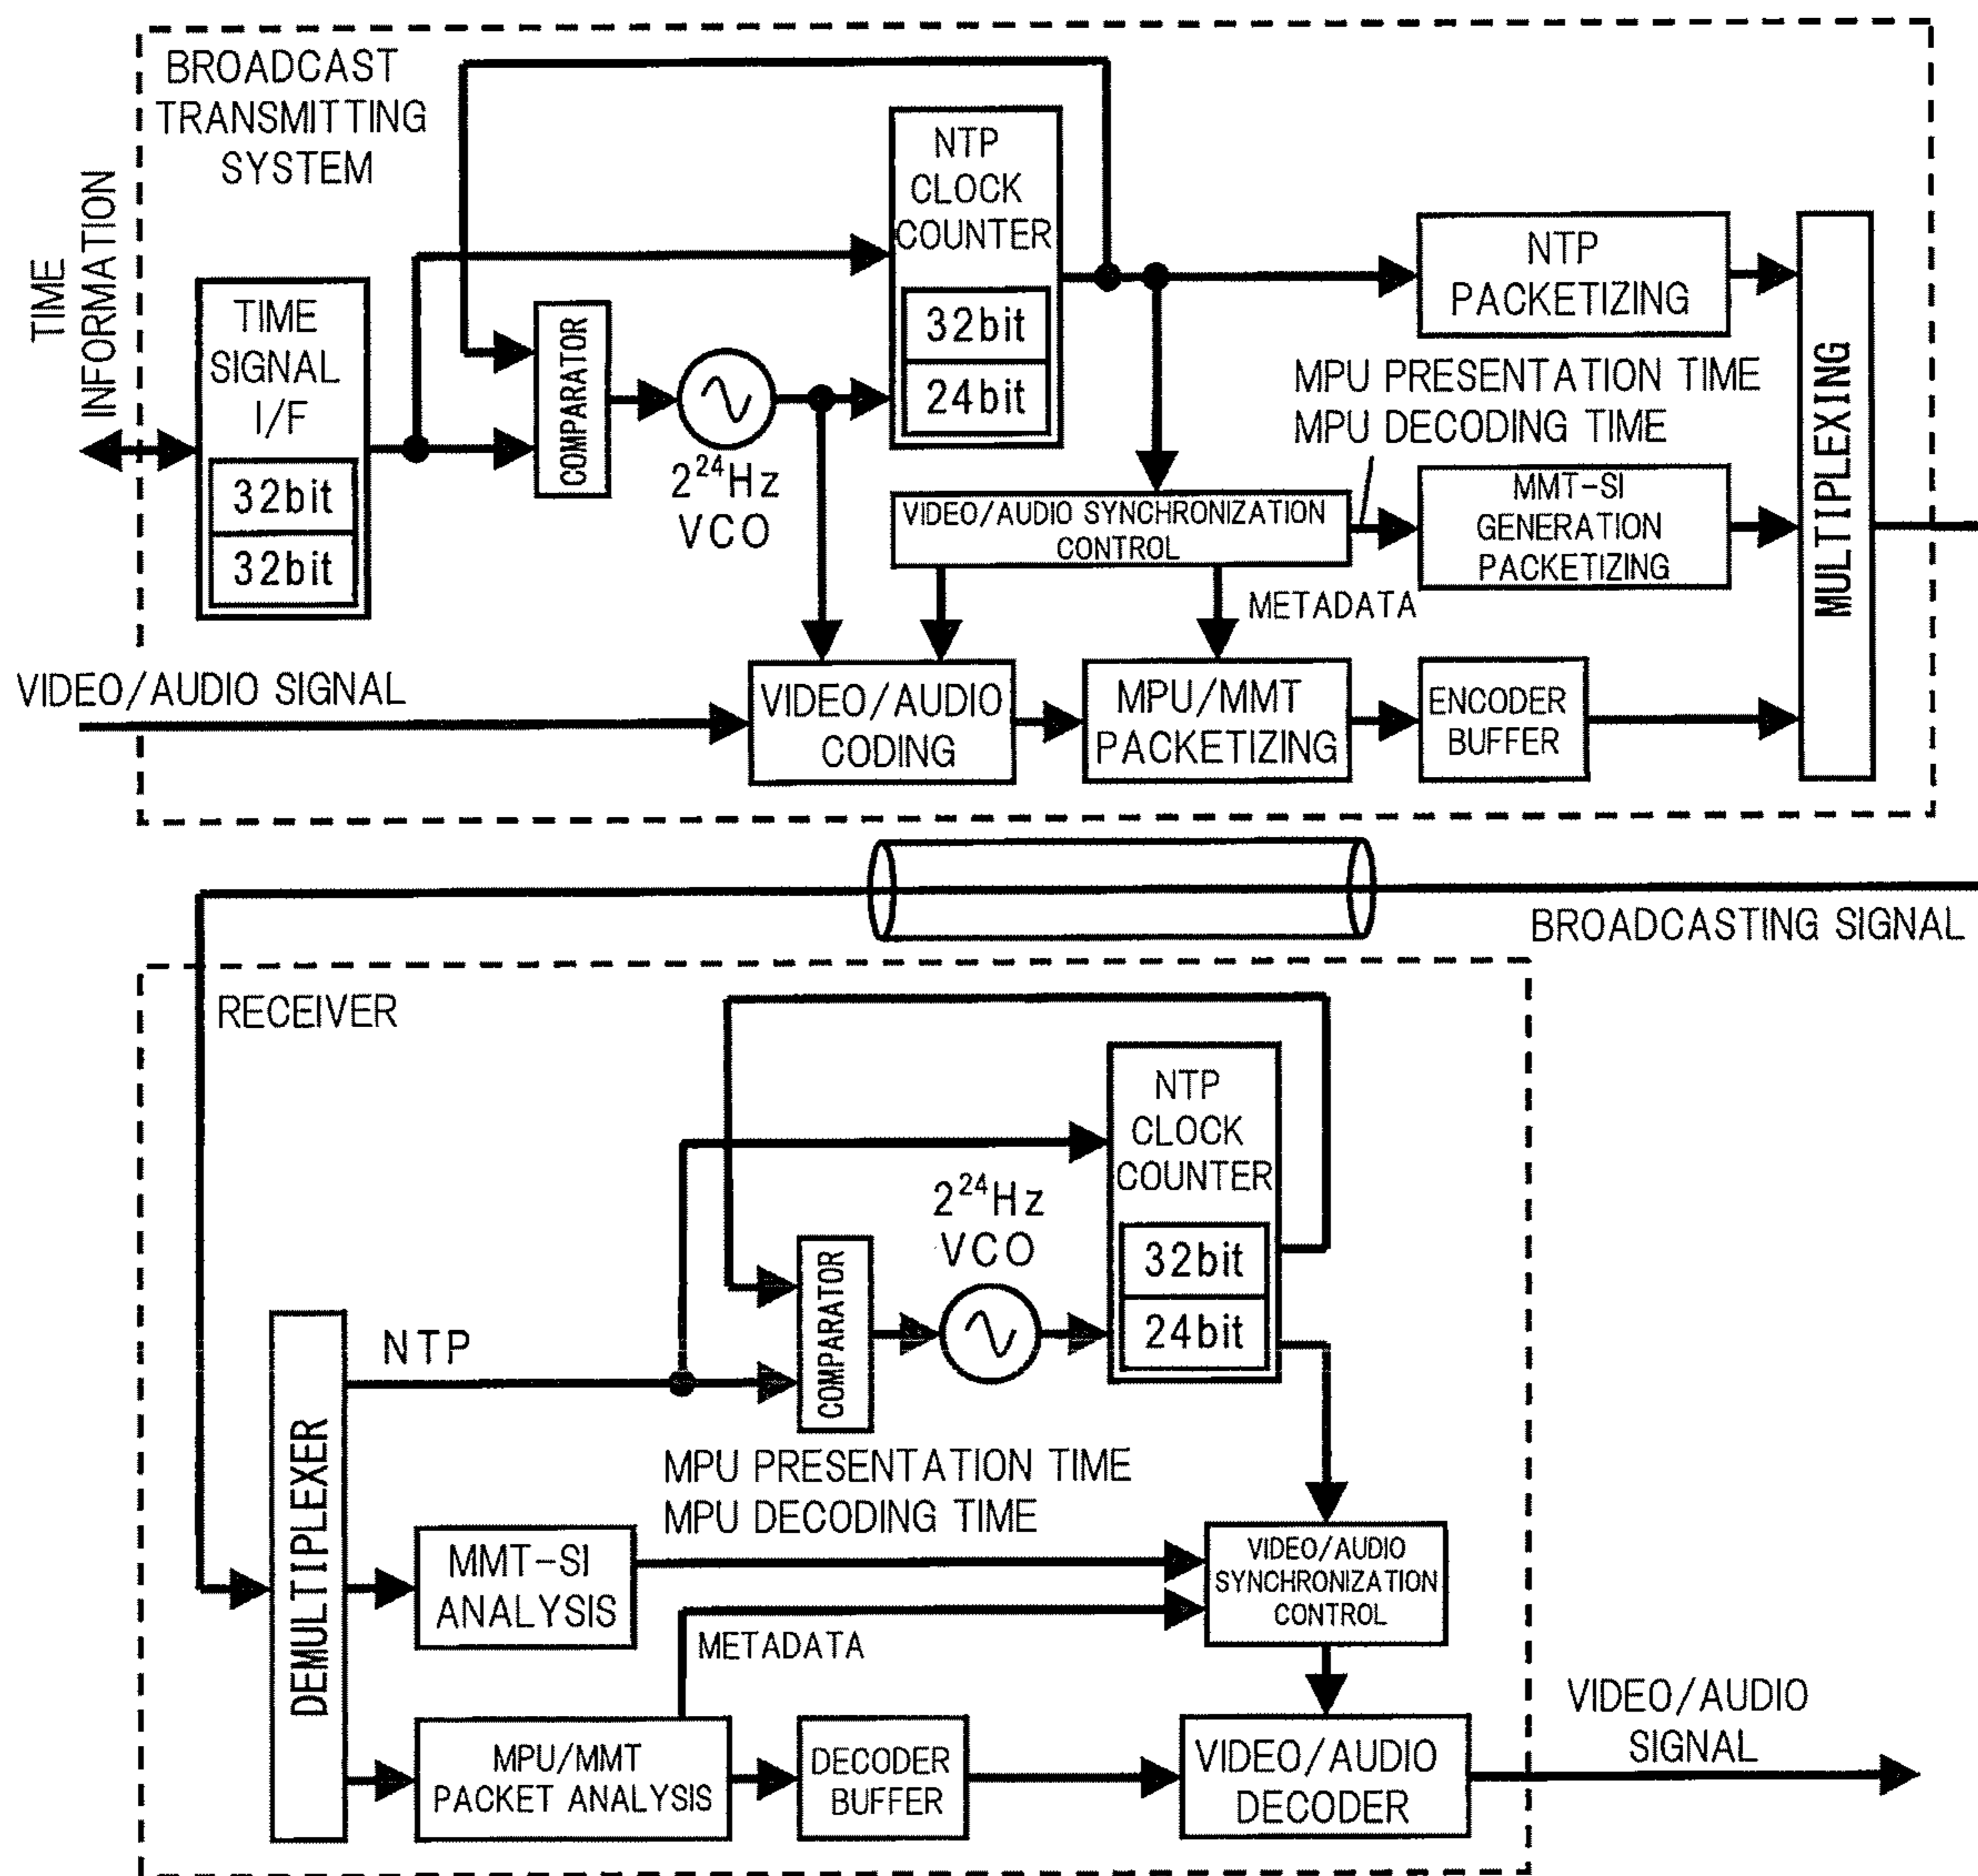 BROADCAST
TRANSMITTING
SYSTEM
TIME
INFORMATION
TIME
SIGNAL
I/F
32bit
32bit
COMPARATOR
2²⁴Hz
VCO
NTP
CLOCK
COUNTER
32bit
24bit
NTP
PACKETIZING
MPU PRESENTATION TIME
MPU DECODING TIME
VIDEO/AUDIO SYNCHRONIZATION
CONTROL
MMT-SI
GENERATION
PACKETIZING
METADATA
MULTIPLEXING
VIDEO/AUDIO SIGNAL
VIDEO/AUDIO
CODING
MPU/MMT
PACKETIZING
ENCODER
BUFFER
BROADCASTING SIGNAL
RECEIVER
NTP
CLOCK
COUNTER
32bit
24bit
2²⁴Hz
VCO
COMPARATOR
NTP
DEMULTIPLEXER
MPU PRESENTATION TIME
MPU DECODING TIME
MMT-SI
ANALYSIS
METADATA
VIDEO/AUDIO
SYNCHRONIZATION
CONTROL
MPU/MMT
PACKET ANALYSIS
DECODER
BUFFER
VIDEO/AUDIO
DECODER
VIDEO/AUDIO
SIGNAL